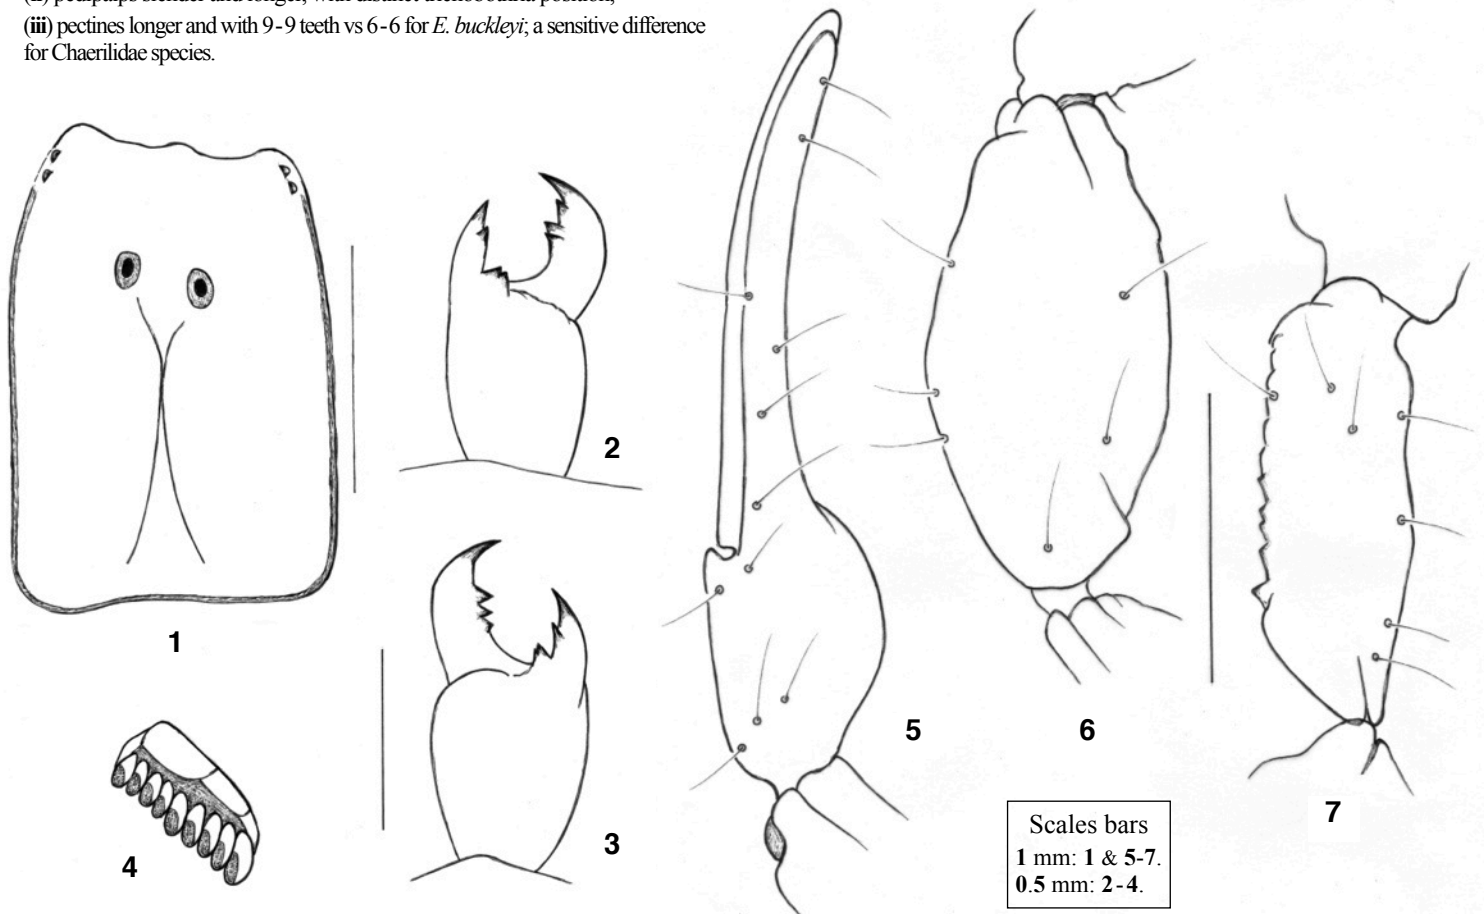 (iii) pectines longer and with 9-9 teeth vs 6-6 for E. buckleyi; a sensitive difference
for Chaerilidae species.
1
2
3
4
5
6
7
Scales bars
1 mm: 1 & 5-7.
0.5 mm: 2-4.